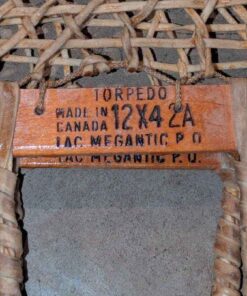 TORPEDO
MADE IN 12X42A
CANADA
LAC MEGANTIC P.Q
LAC MEGANTIC P.Q.